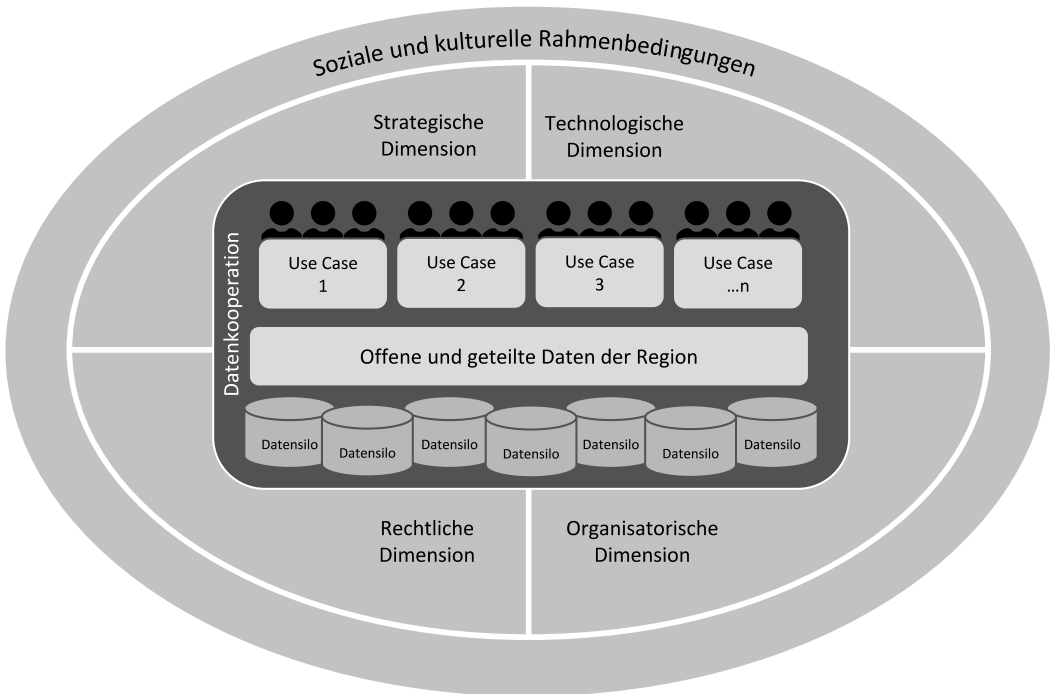 Soziale und kulturelle Rahmenbedingungen
Strategische
Dimension
Technologische
Dimension
Datenkooperation
Use Case
1
Use Case
2
Use Case
3
Use Case
...n
Offene und geteilte Daten der Region
Datensilo
Datensilo
Datensilo
Datensilo
Datensilo
Datensilo
Datensilo
Rechtliche
Dimension
Organisatorische
Dimension